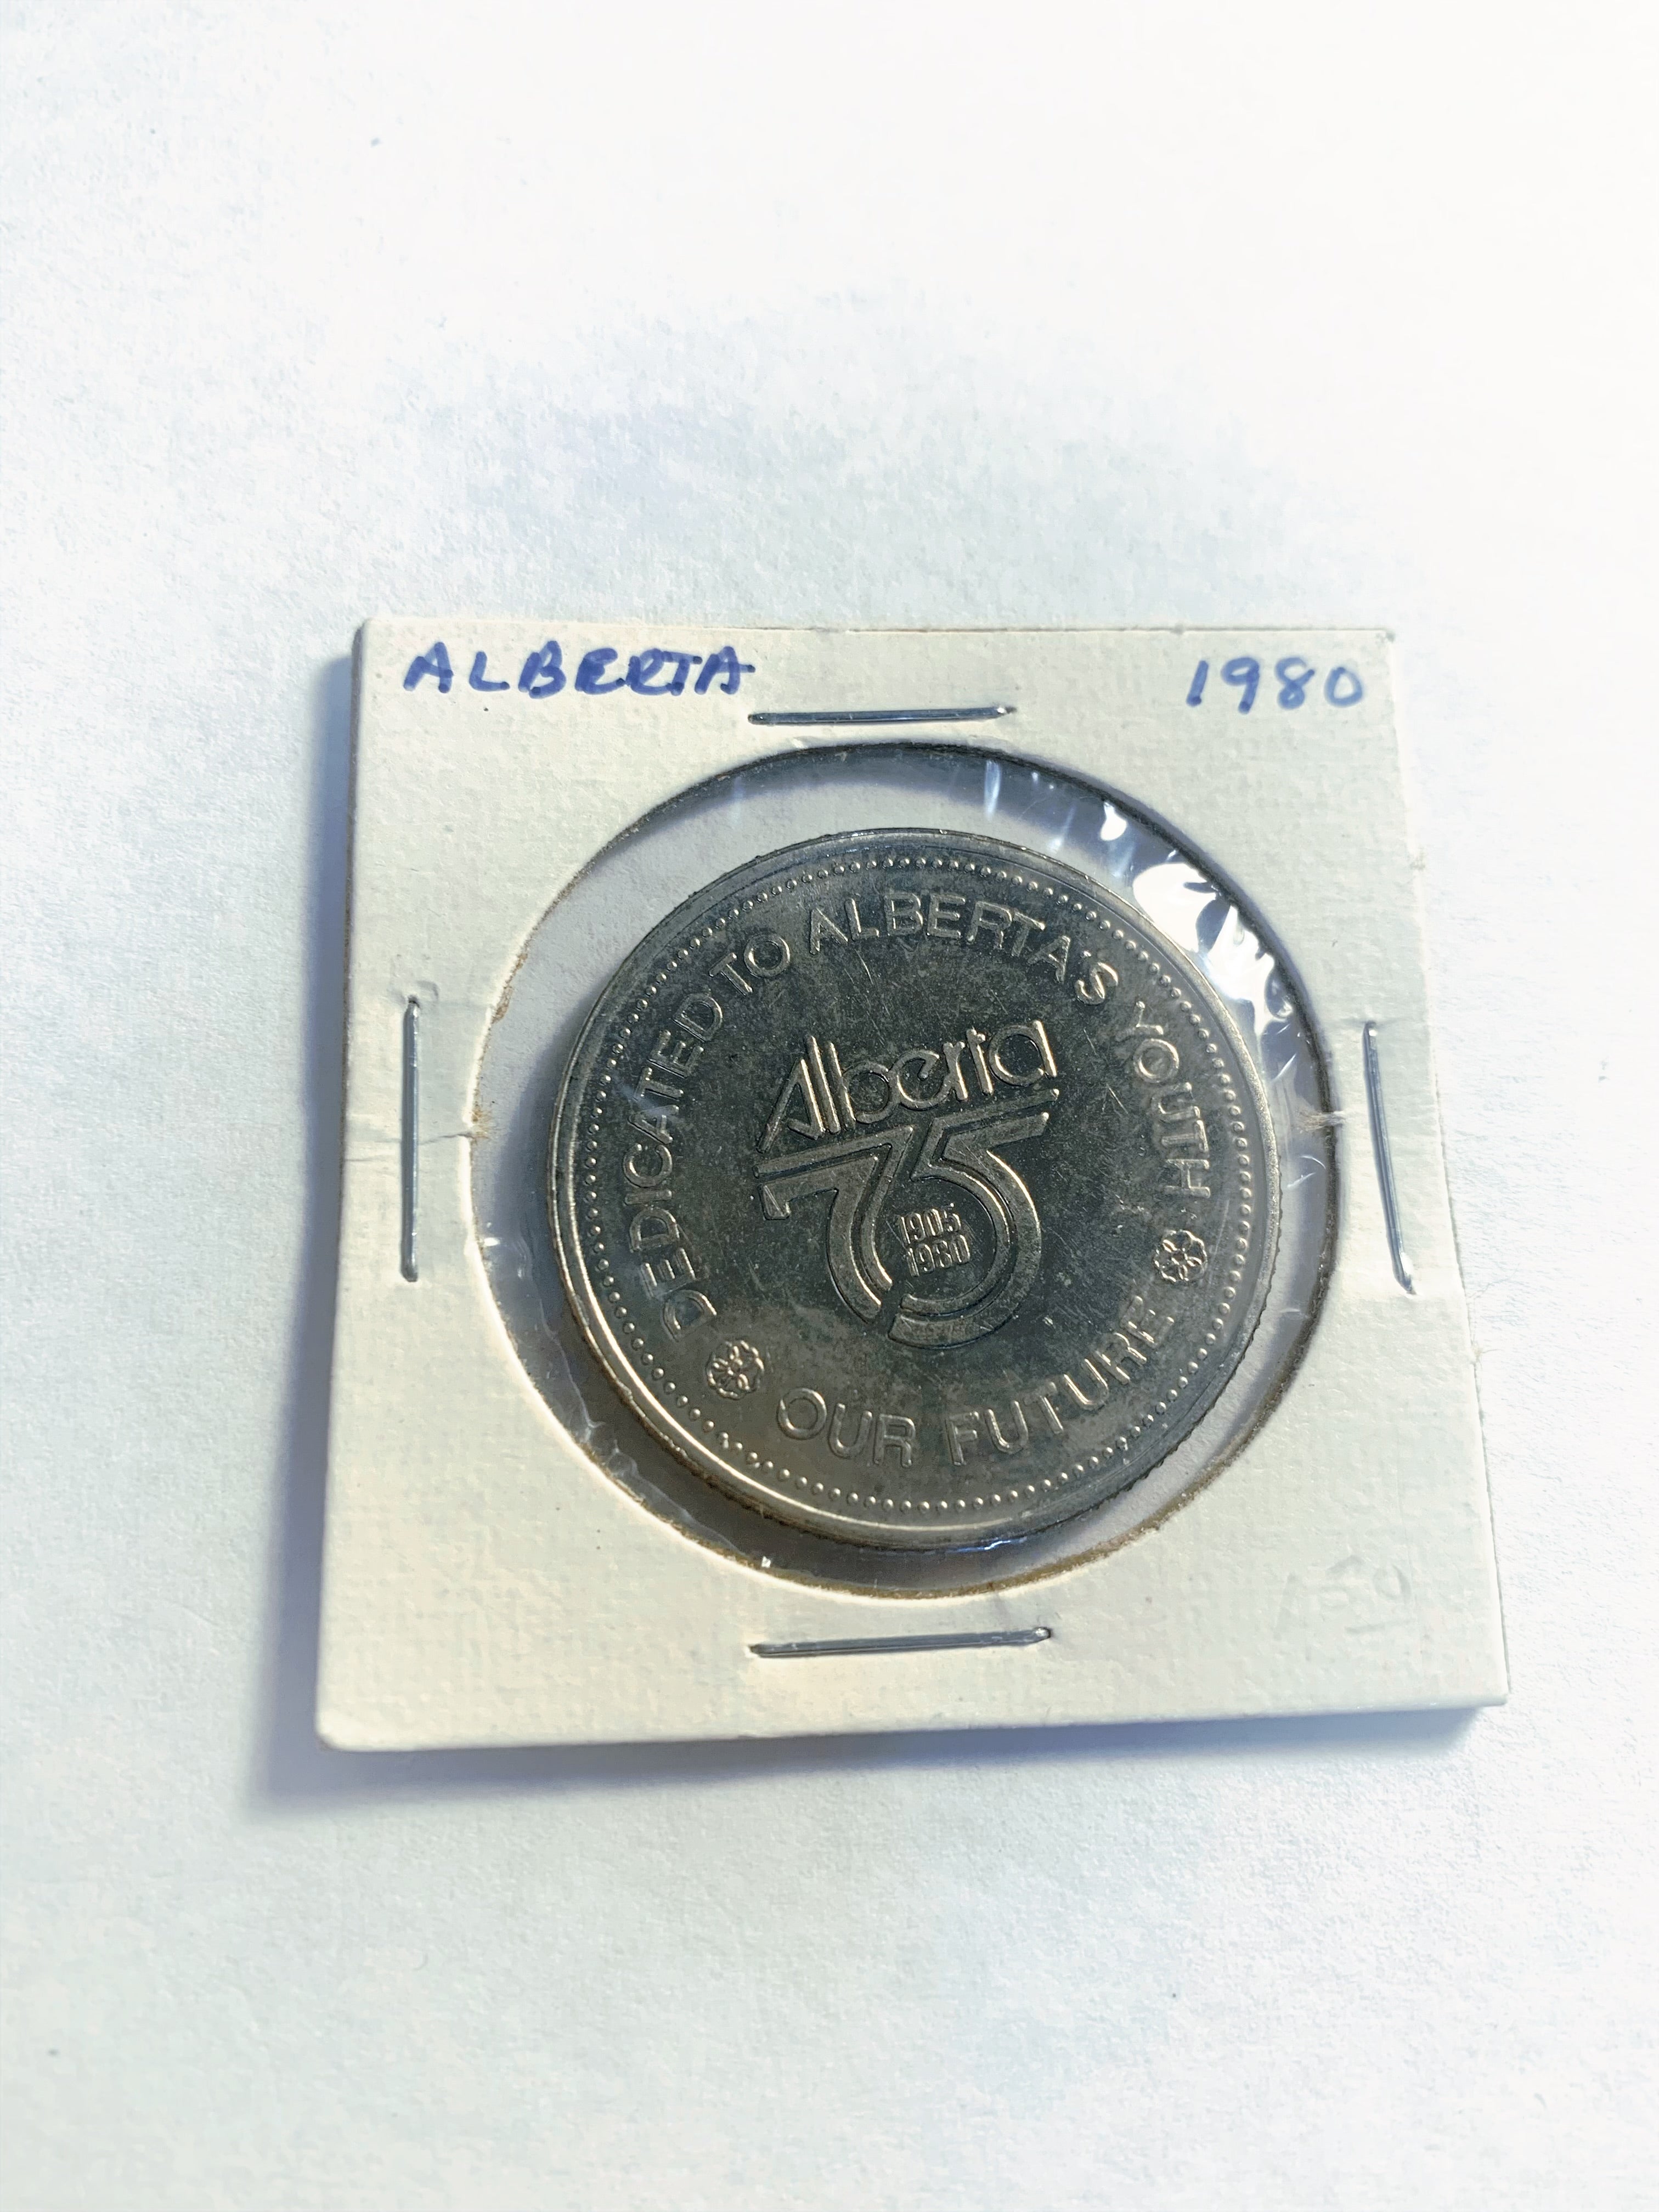 ALBERTA 1980
DEDICATED TO ALBERTA'S YOUTH
Alberta
75
1905
1980
OUR FUTURE